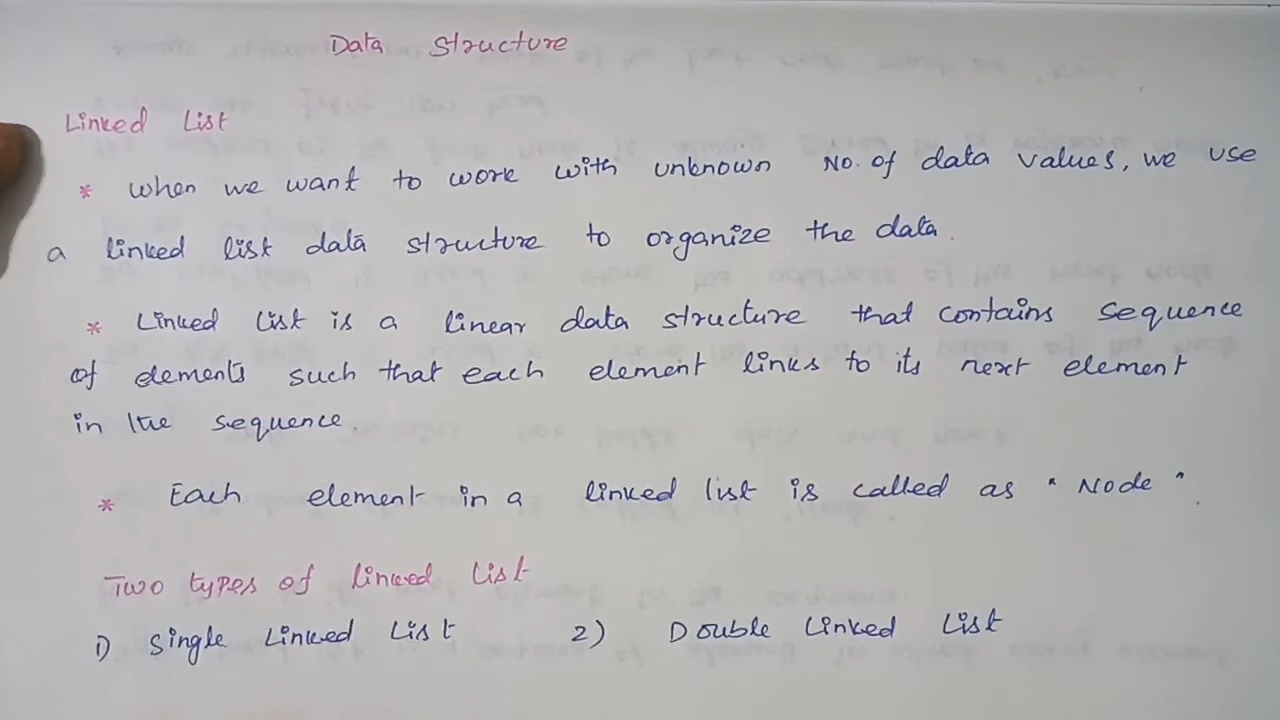 Data Structure
Linked List
* When we want to work with unknown No. of data values, we use
a linked list data structure to organize the data.
* Linked List is a linear data structure that contains sequence
of elements such that each element links to its next element
in the sequence.
* Each element in a linked list is called as "Node".
Two types of linked List
1) Single Linked List 2) Double Linked List